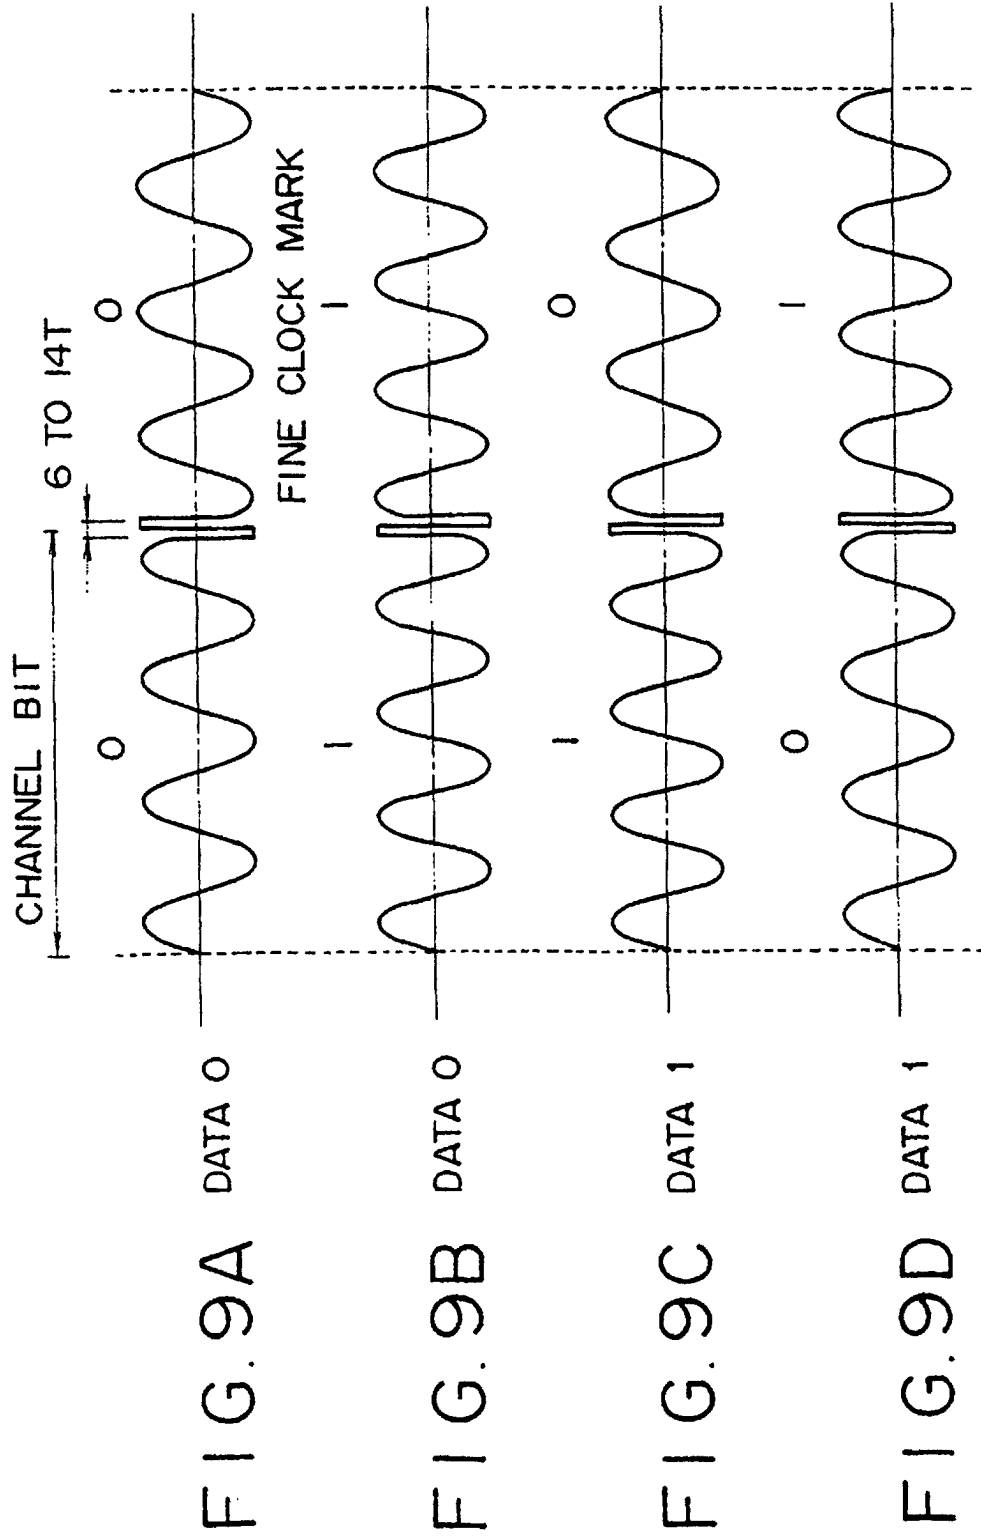 CHANNEL BIT
6 TO 14T
0
0
FIG. 9A DATA 0
FINE CLOCK MARK
1
1
FIG. 9B DATA 0
1
0
FIG. 9C DATA 1
0
1
FIG. 9D DATA 1